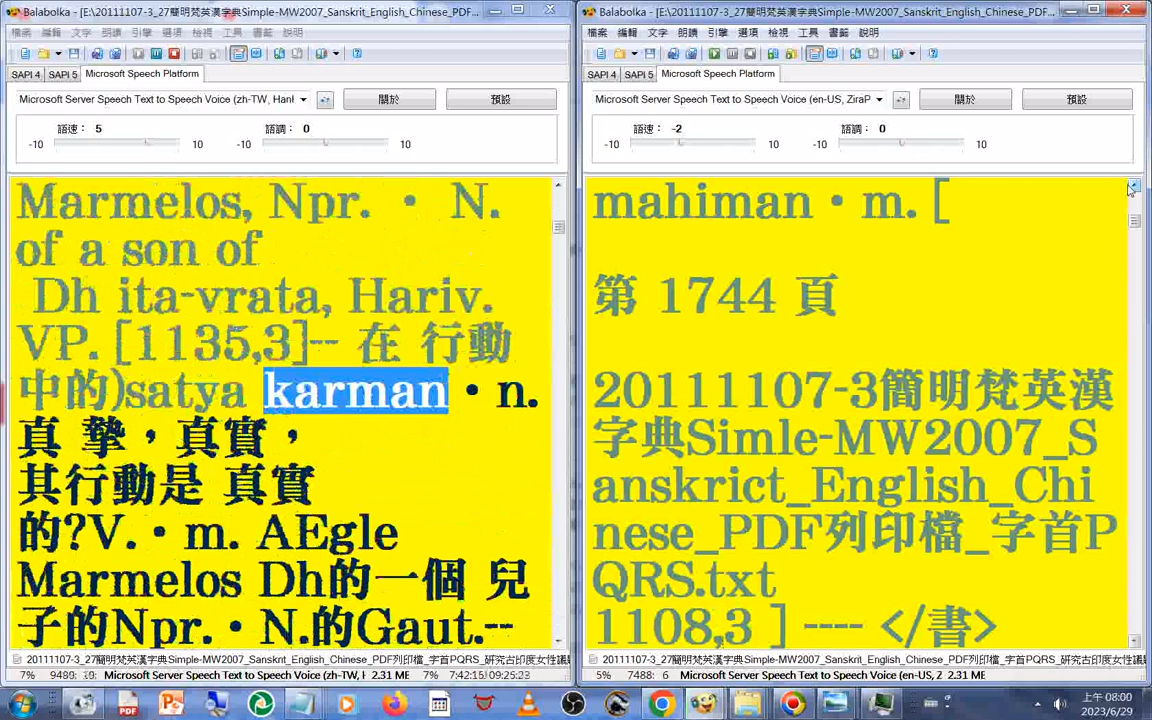 Balabolka - [E:\20111107-3_27簡明梵英漢字典Simple-MW2007_Sanskrit_English_Chinese_PDF...
檔案 編輯 文字 朗讀 引擎 選項 檢視 工具 書籤 說明
SAPI 4 SAPI 5 Microsoft Speech Platform
Microsoft Server Speech Text to Speech Voice (zh-TW, Hanl
關於 預設
語速： 5 語調： 0
-10 10 -10 10
Marmelos, Npr. • N.
of a son of
Dh ita-vrata, Hariv.
VP. [1135,3]-- 在 行動
中的)satya karman • n.
真 摯，真實，
其行動是 真實
的?V. • m. AEgle
Marmelos Dh的一個 兒
子的Npr. • N.的Gaut.--
20111107-3_27簡明梵英漢字典Simple-MW2007_Sanskrit_English_Chinese_PDF列印檔_字首PQRS_研究古印度女性議
7% Microsoft Server Speech Text to Speech Voice (zh-TW, H 7% 7:42:15 09:25:23 2.31 ME
Balabolka - [E:\20111107-3_27簡明梵英漢字典Simple-MW2007_Sanskrit_English_Chinese_PDF...
檔案 編輯 文字 朗讀 引擎 選項 檢視 工具 書籤 說明
SAPI 4 SAPI 5 Microsoft Speech Platform
Microsoft Server Speech Text to Speech Voice (en-US, ZiraP
關於 預設
語速： -2 語調： 0
-10 10 -10 10
mahiman • m. [
第 1744 頁
20111107-3簡明梵英漢
字典Simle-MW2007_S
anskrict_English_Chi
nese_PDF列印檔_字首P
QRS.txt
1108,3 ] ---- </書>
20111107-3_27簡明梵英漢字典Simple-MW2007_Sanskrit_English_Chinese_PDF列印檔_字首PQRS_研究古印度女性議
5% 7488: 6 Microsoft Server Speech Text to Speech Voice (en-US, Z 2.31 ME
上午 08:00
2023/6/29